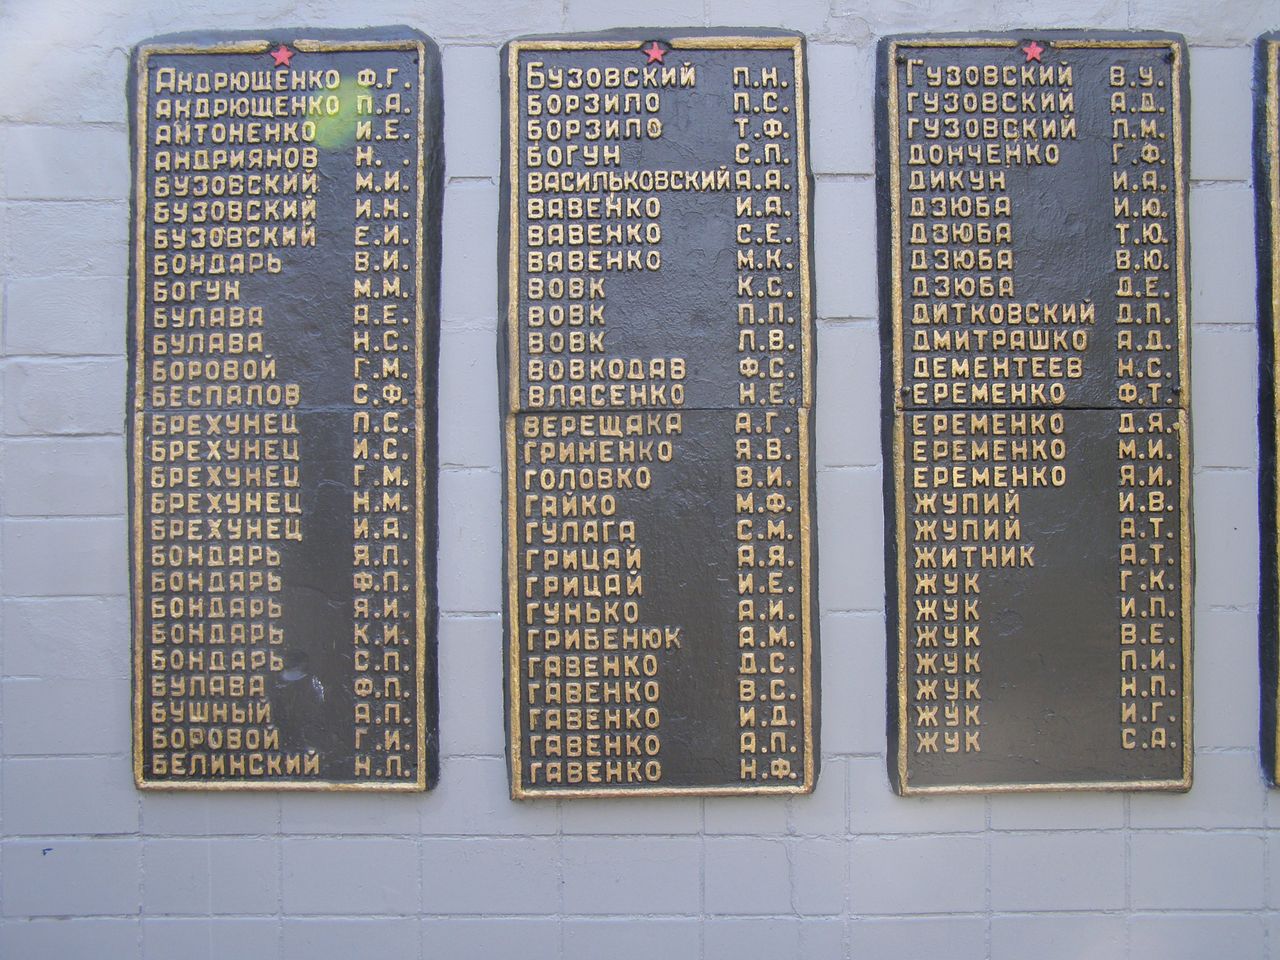 АНДРЮЩЕНКО Ф.Г.
АНДРЮЩЕНКО П.А.
АНТОНЕНКО И.Е.
АНДРИЯНОВ Н. .
БУЗОВСКИЙ М.И.
БУЗОВСКИЙ И.Н.
БУЗОВСКИЙ Е.И.
БОНДАРЬ В.И.
БОГУН М.М.
БУЛАВА А.Е.
БУЛАВА Н.С.
БОРОВОЙ Г.М.
БЕСПАЛОВ С.Ф.
БРЕХУНЕЦ П.С.
БРЕХУНЕЦ И.С.
БРЕХУНЕЦ Г.М.
БРЕХУНЕЦ Н.М.
БРЕХУНЕЦ И.А.
БОНДАРЬ Я.П.
БОНДАРЬ Ф.П.
БОНДАРЬ А.И.
БОНДАРЬ К.И.
БОНДАРЬ С.П.
БУЛАВА Ф.П.
БУШНЫЙ А.П.
БОРОВОЙ Г.И.
БЕЛИНСКИЙ Н.Л.
БУЗОВСКИЙ П.Н.
БОРЗИЛО П.С.
БОРЗИЛО Т.Ф.
БОГУН С.П.
ВАСИЛЬКОВСКИЙ А.А.
ВАВЕНКО И.А.
ВАВЕНКО С.Е.
ВАВЕНКО М.К.
ВОВК К.С.
ВОВК П.П.
ВОВК Л.В.
ВОВКОДАВ Ф.С.
ВЛАСЕНКО Н.Е.
ВЕРЕЩАКА А.Г.
ГРИНЕНКО А.В.
ГОЛОВКО В.И.
ГАЙКО М.Ф.
ГУЛАГА С.М.
ГРИЦАЙ А.Я.
ГРИЦАЙ И.Е.
ГУНЬКО А.И.
ГРИБЕНЮК А.М.
ГАВЕНКО Д.С.
ГАВЕНКО В.С.
ГАВЕНКО И.Д.
ГАВЕНКО А.П.
ГАВЕНКО Н.Ф.
ГУЗОВСКИЙ В.У.
ГУЗОВСКИЙ А.Д.
ГУЗОВСКИЙ Л.М.
ДОНЧЕНКО Г.Ф.
ДИКУН И.А.
ДЗЮБА И.Ю.
ДЗЮБА Т.Ю.
ДЗЮБА В.Ю.
ДЗЮБА Д.Е.
ДИТКОВСКИЙ Д.П.
ДМИТРАШКО А.Д.
ДЕМЕНТЕЕВ Н.С.
ЕРЕМЕНКО Ф.Т.
ЕРЕМЕНКО Д.Я.
ЕРЕМЕНКО М.И.
ЕРЕМЕНКО Я.И.
ЖУПИЙ И.В.
ЖУПИЙ А.Т.
ЖИТНИК А.Т.
ЖУК Г.К.
ЖУК И.П.
ЖУК В.Е.
ЖУК П.И.
ЖУК Н.П.
ЖУК И.Г.
ЖУК С.А.